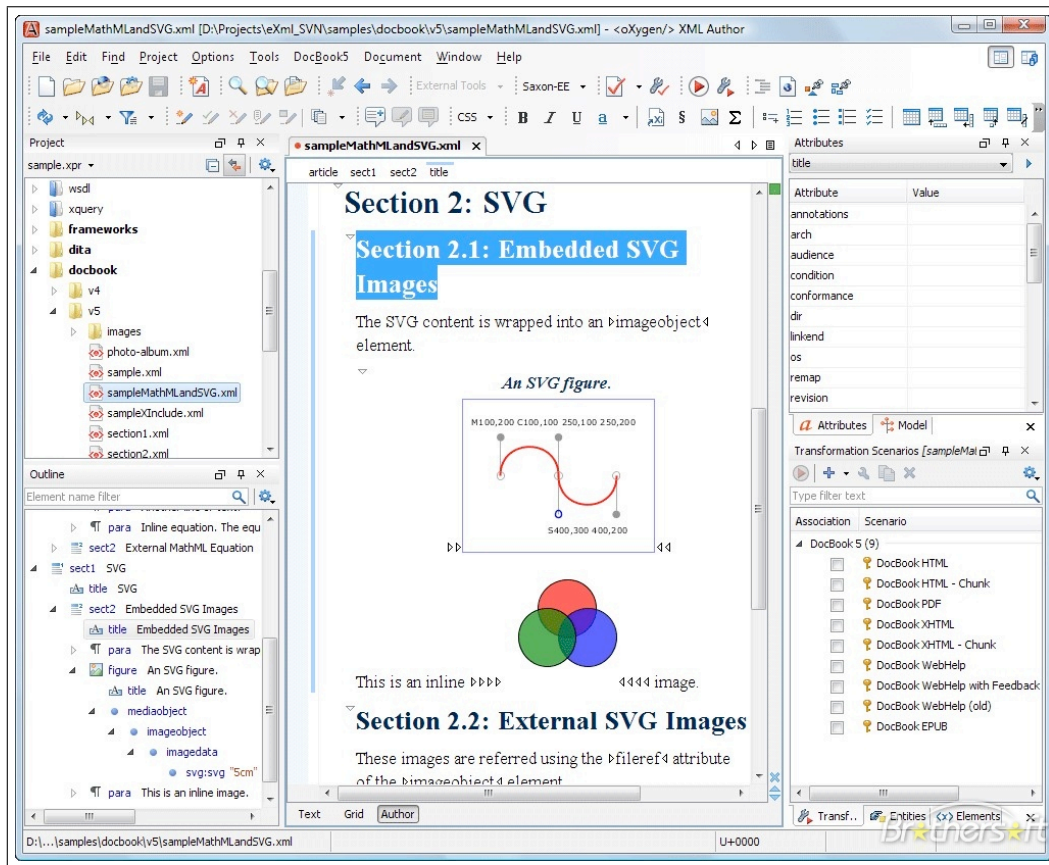 sampleMathMLandSVG.xml [D:\Projects\eXml_SVN\samples\docbook\v5\sampleMathMLandSVG.xml] - <oXygen/> XML Author
File Edit Find Project Options Tools DocBook5 Document Window Help
External Tools Saxon-EE
CSS B I U a § Σ
Project
sample.xpr
wsdl
xquery
frameworks
dita
docbook
v4
v5
images
photo-album.xml
sample.xml
sampleMathMLandSVG.xml
sampleXInclude.xml
section1.xml
section2.xml
Outline
Element name filter
¶ para Inline equation. The equ
sect2 External MathML Equation
sect1 SVG
title SVG
sect2 Embedded SVG Images
title Embedded SVG Images
¶ para The SVG content is wrap
figure An SVG figure.
title An SVG figure.
mediaobject
imageobject
imagedata
svg:svg "5cm"
¶ para This is an inline image.
sampleMathMLandSVG.xml
article sect1 sect2 title
Section 2: SVG
Section 2.1: Embedded SVG
Images
The SVG content is wrapped into an imageobject
element.
An SVG figure.
M100,200 C100,100 250,100 250,200
S400,300 400,200
This is an inline image.
Section 2.2: External SVG Images
These images are referred using the fileref attribute
of the imageobject element
Text Grid Author
Attributes
title
Attribute Value
annotations
arch
audience
condition
conformance
dir
linkend
os
remap
revision
Attributes Model
Transformation Scenarios [sampleMat
Type filter text
Association Scenario
DocBook 5 (9)
DocBook HTML
DocBook HTML - Chunk
DocBook PDF
DocBook XHTML
DocBook XHTML - Chunk
DocBook WebHelp
DocBook WebHelp with Feedback
DocBook WebHelp (old)
DocBook EPUB
Transf.. Entities Elements
D:\...\samples\docbook\v5\sampleMathMLandSVG.xml U+0000
Brothersoft